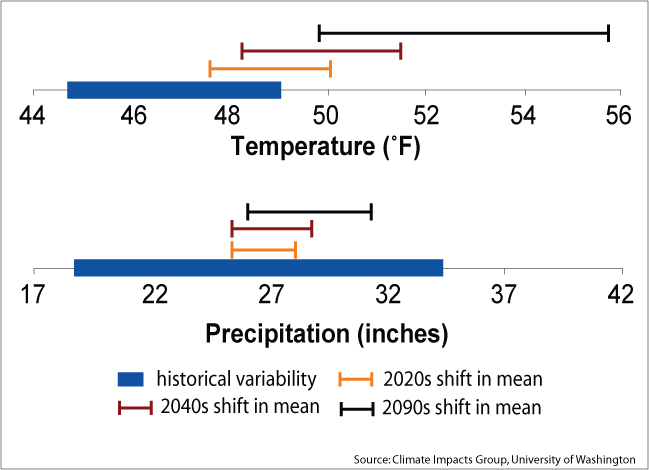 44 46 48 50 52 54 56
Temperature (˚F)
17 22 27 32 37 42
Precipitation (inches)
historical variability 2020s shift in mean
2040s shift in mean 2090s shift in mean
Source: Climate Impacts Group, University of Washington